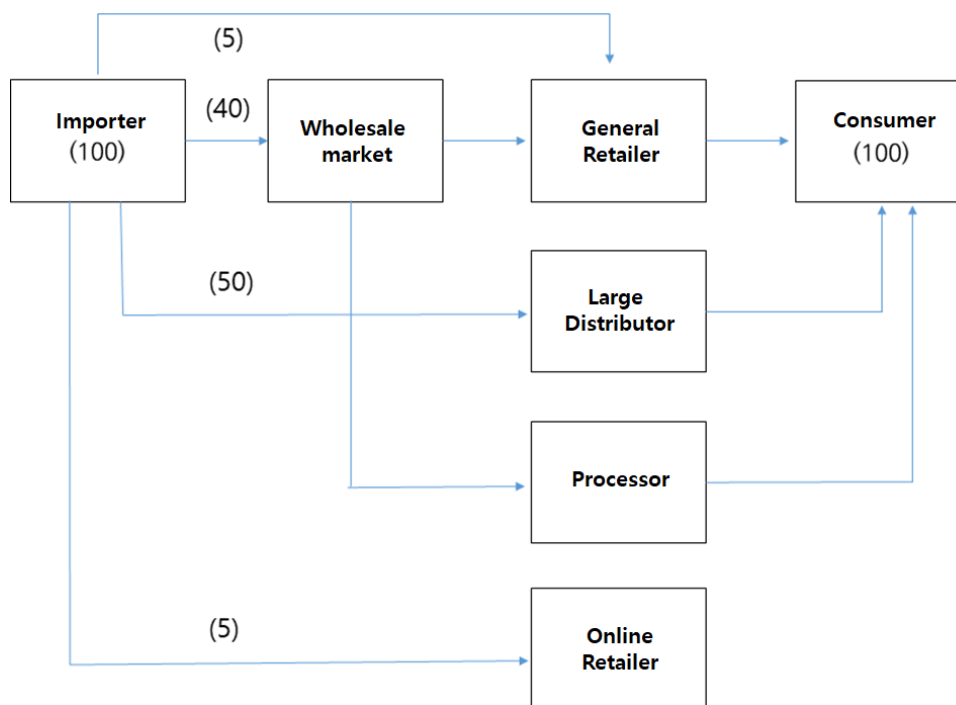 (5)
Importer
(100)
(40)
Wholesale
market
General
Retailer
Consumer
(100)
(50)
Large
Distributor
Processor
(5)
Online
Retailer